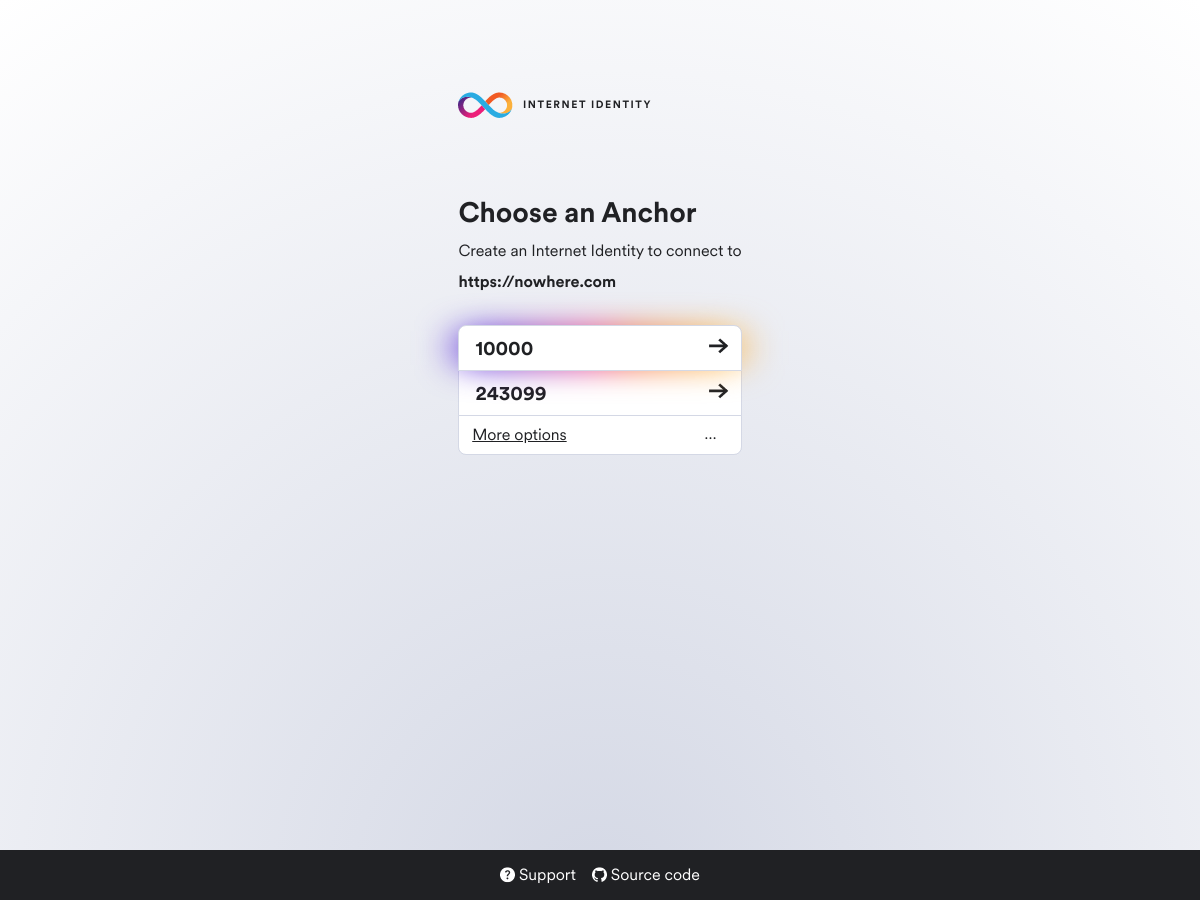 INTERNET IDENTITY
Choose an Anchor
Create an Internet Identity to connect to
https://nowhere.com
10000
243099
More options ...
Support Source code